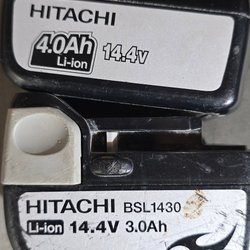 HITACHI
4.0Ah
Li-ion
14.4v
HITACHI BSL1430
Li-ion 14.4V 3.0Ah